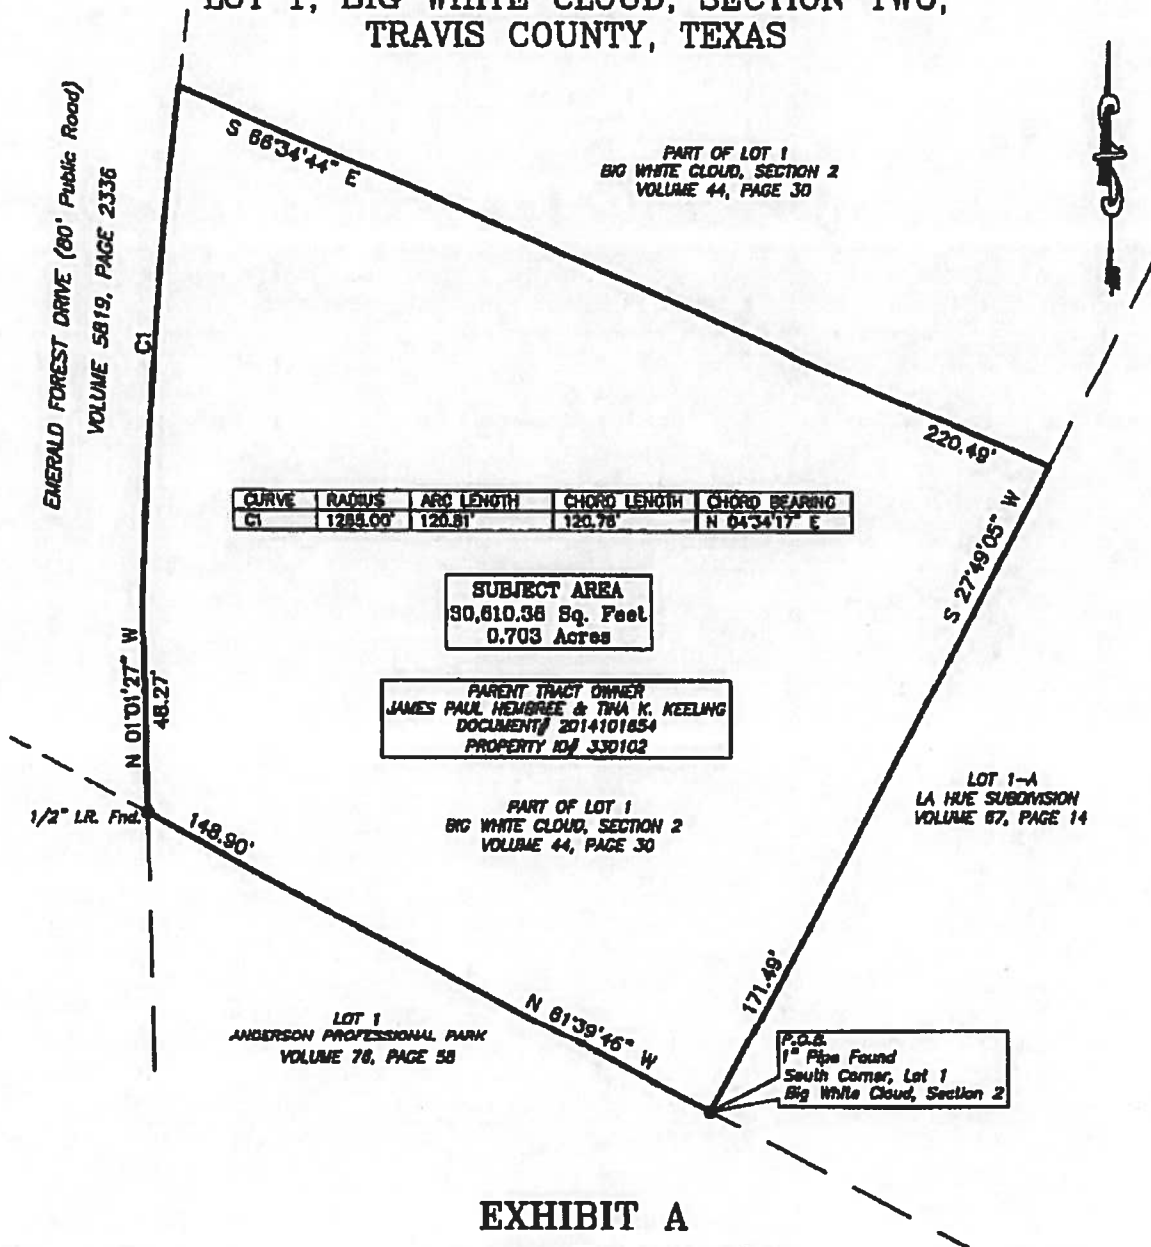 LOT 1, BIG WHITE CLOUD, SECTION TWO,
TRAVIS COUNTY, TEXAS
EMERALD FOREST DRIVE (80' Public Road)
VOLUME 5819, PAGE 2336
S 66°34'44" E
PART OF LOT 1
BIG WHITE CLOUD, SECTION 2
VOLUME 44, PAGE 30
C1
220.49'
CURVE RADIUS ARC LENGTH CHORD LENGTH CHORD BEARING
C1 1285.00' 120.81' 120.76' N 04°34'17" E
S 27°49'05" W
SUBJECT AREA
30,610.36 Sq. Feet
0.703 Acres
N 01°01'27" W
48.27'
PARENT TRACT OWNER
JAMES PAUL HEMBREE & TINA K. KEELING
DOCUMENT# 2014101654
PROPERTY ID# 330102
LOT 1-A
LA HUE SUBDIVISION
VOLUME 67, PAGE 14
1/2" I.R. Fnd.
148.90'
PART OF LOT 1
BIG WHITE CLOUD, SECTION 2
VOLUME 44, PAGE 30
171.49'
N 61°39'46" W
LOT 1
ANDERSON PROFESSIONAL PARK
VOLUME 76, PAGE 58
P.O.B.
1" Pipe Found
South Corner, Lot 1
Big White Cloud, Section 2
EXHIBIT A